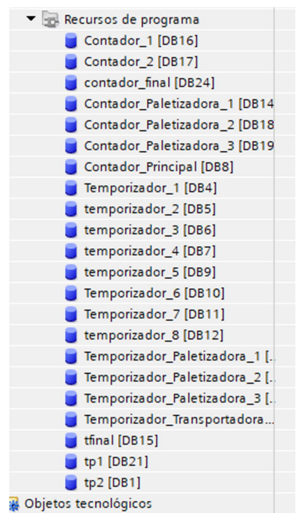 Recursos de programa
Contador_1 [DB16]
Contador_2 [DB17]
contador_final [DB24]
Contador_Paletizadora_1 [DB14
Contador_Paletizadora_2 [DB18
Contador_Paletizadora_3 [DB19
Contador_Principal [DB8]
Temporizador_1 [DB4]
temporizador_2 [DB5]
temporizador_3 [DB6]
temporizador_4 [DB7]
temporizador_5 [DB9]
Temporizador_6 [DB10]
Temporizador_7 [DB11]
temporizador_8 [DB12]
Temporizador_Paletizadora_1 [..
Temporizador_Paletizadora_2 [..
Temporizador_Paletizadora_3 [..
Temporizador_Transportadora...
tfinal [DB15]
tp1 [DB21]
tp2 [DB1]
Objetos tecnológicos